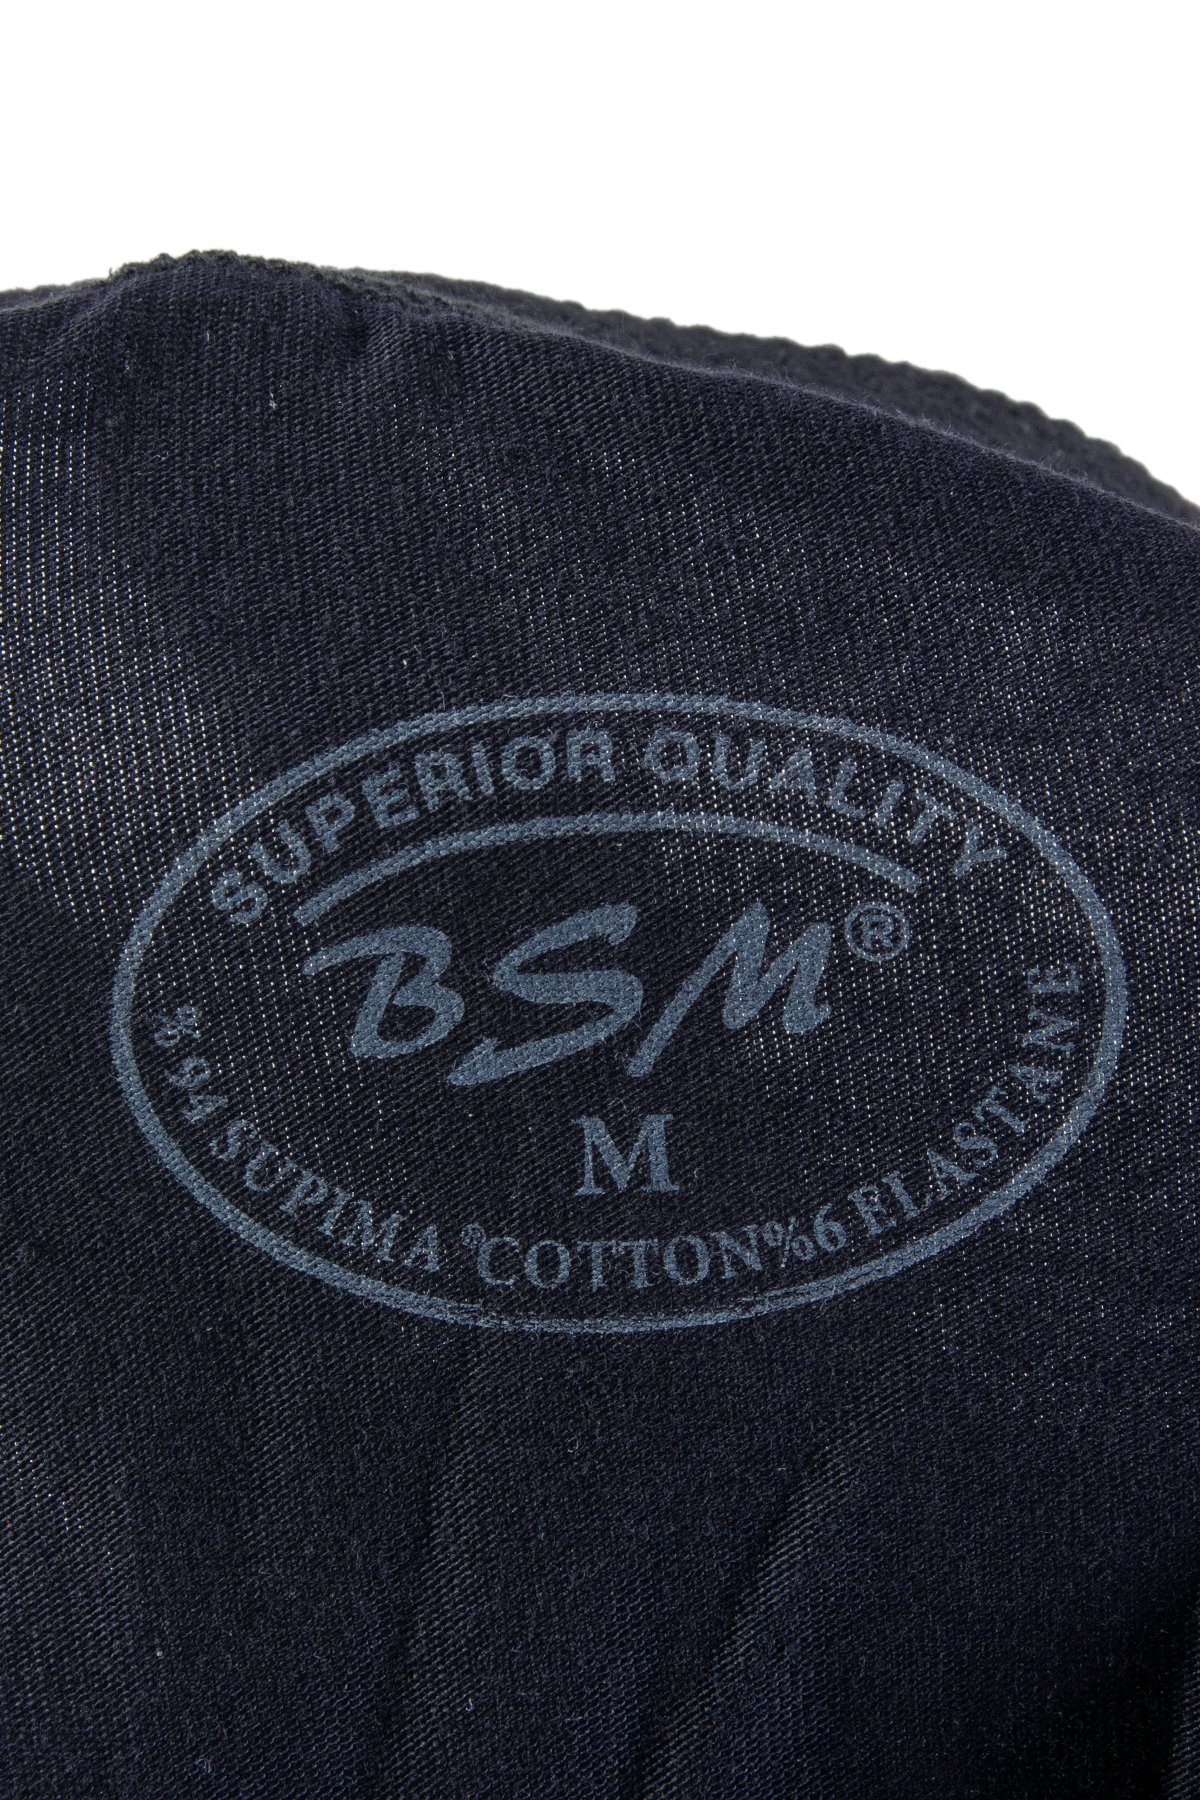 SUPERIOR QUALITY
BSM®
M
%94 SUPIMA ®COTTON %6 ELASTANE